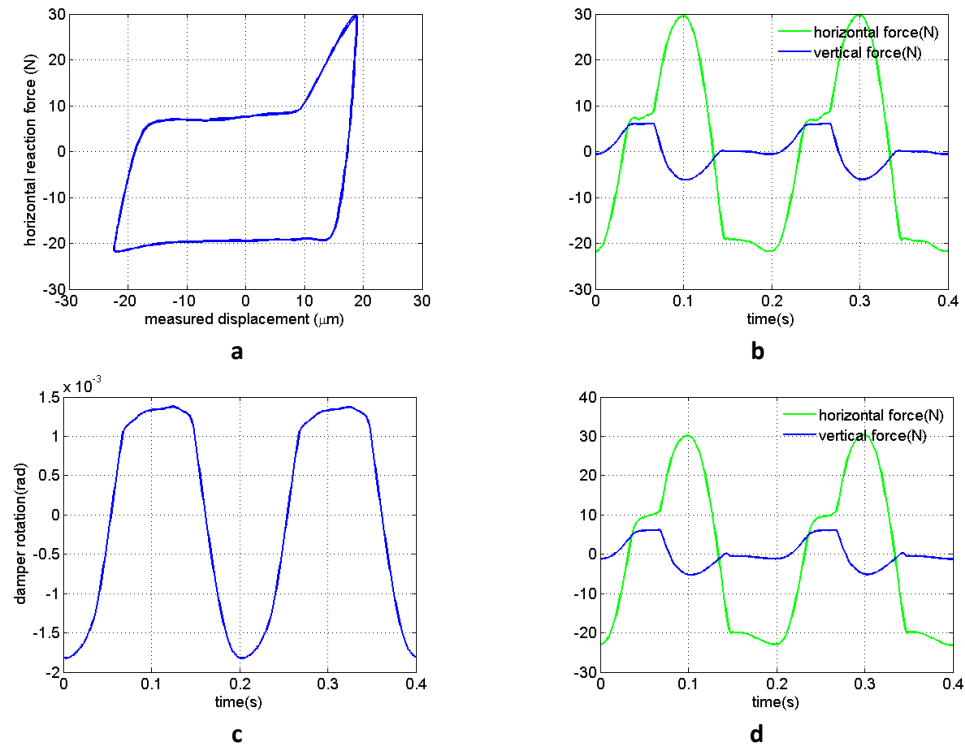 30
20
10
0
-10
-20
-30
-30 -20 -10 0 10 20 30
horizontal reaction force (N)
measured displacement (μm)
a
30
20
10
0
-10
-20
-30
0 0.1 0.2 0.3 0.4
horizontal force(N)
vertical force(N)
time(s)
b
x 10-3
1.5
1
0.5
0
-0.5
-1
-1.5
-2
0 0.1 0.2 0.3 0.4
damper rotation(rad)
time(s)
c
40
30
20
10
0
-10
-20
-30
0 0.1 0.2 0.3 0.4
horizontal force(N)
vertical force(N)
time(s)
d